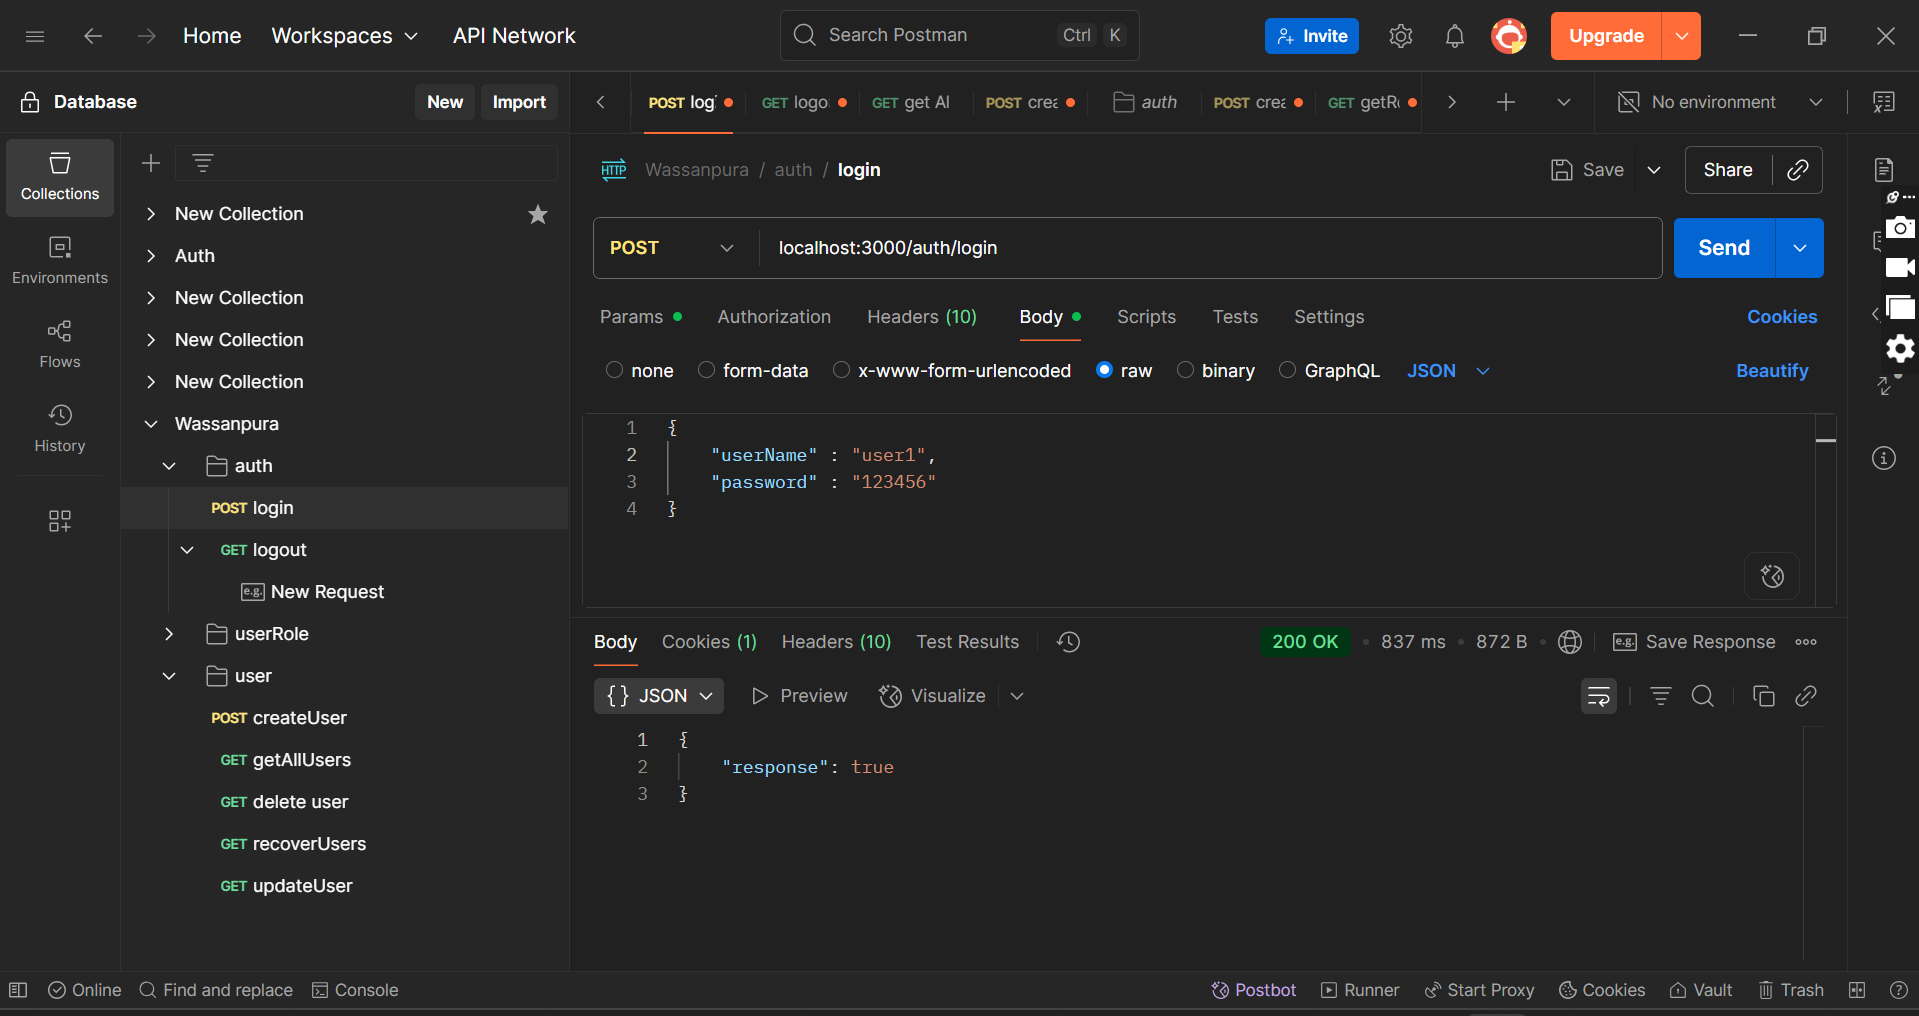 Home Workspaces API Network Search Postman Ctrl K Invite Upgrade
Database New Import
POST logi GET logo GET get Al POST crea auth POST crea GET getR No environment
Collections
Environments
Flows
History
New Collection
Auth
New Collection
New Collection
New Collection
Wassanpura
auth
POST login
GET logout
e.g. New Request
userRole
user
POST createUser
GET getAllUsers
GET delete user
GET recoverUsers
GET updateUser
HTTP Wassanpura / auth / login Save Share
POST localhost:3000/auth/login Send
Params Authorization Headers (10) Body Scripts Tests Settings Cookies
none form-data x-www-form-urlencoded raw binary GraphQL JSON Beautify
1 {
2 "userName" : "user1",
3 "password" : "123456"
4 }
Body Cookies (1) Headers (10) Test Results 200 OK • 837 ms • 872 B • e.g. Save Response
{} JSON Preview Visualize
1 {
2 "response": true
3 }
Online Find and replace Console Postbot Runner Start Proxy Cookies Vault Trash